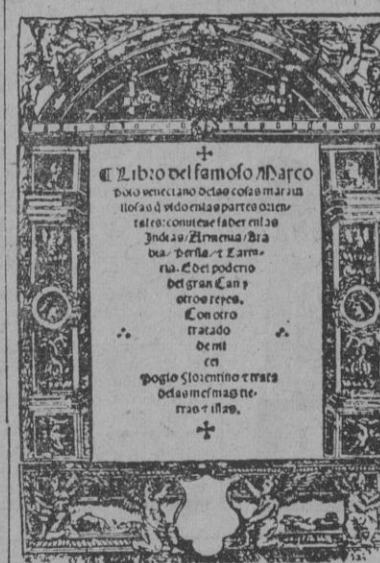 ✠
¶ Libro del famoso Marco
polo veneciano delas cosas maraui
llosas q̃ vido enlas partes orien-
tales: conuiene saber enlas
Indias/Armenia/Ara
bia/Persia/⁊ Tarta-
ria. E del poderio
del gran Can y
otros reyes.
Con otro
tratado
de mi
cer
Pogio Florentino ⁊ trata
delas mesmas tie-
rras ⁊ islas.
✠